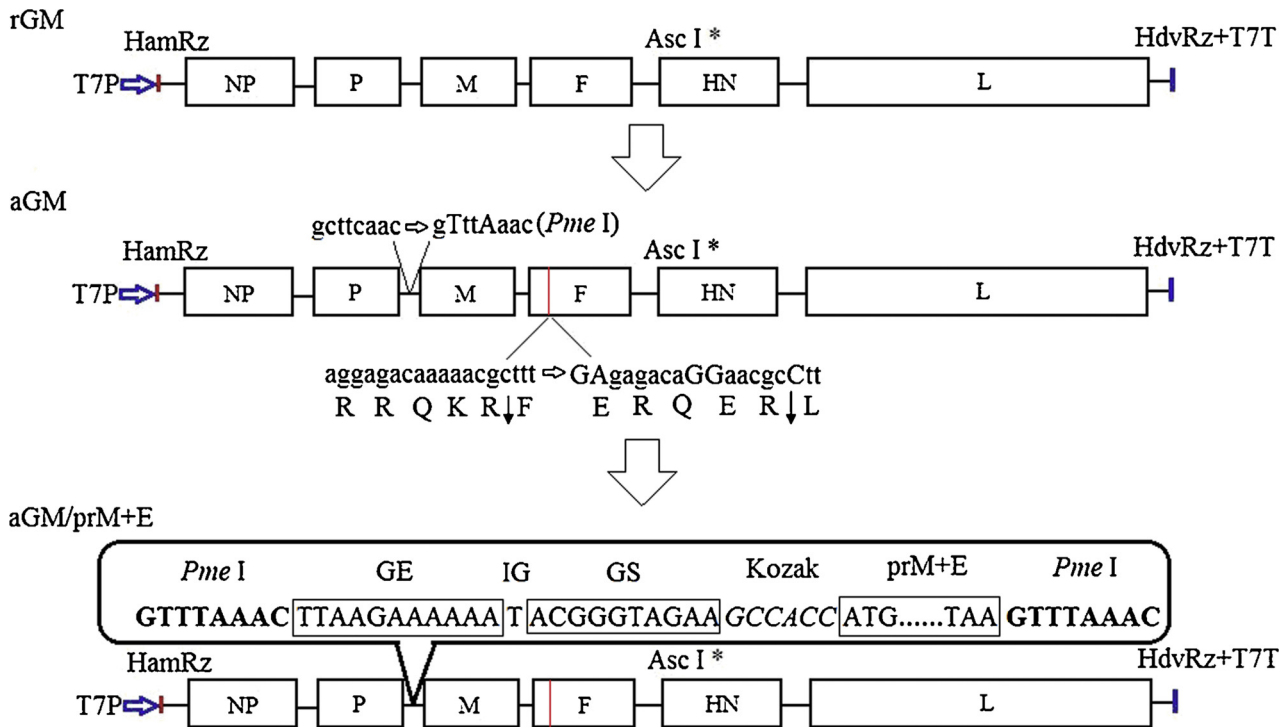 rGM
HamRz Asc I * HdvRz+T7T
T7P NP P M F HN L
aGM
gcttcaac ⇨ gTttAaac (Pme I)
HamRz Asc I * HdvRz+T7T
T7P NP P M F HN L
aggagacaaaaacgcttt ⇨ GAgagacaGGaacgcCtt
R R Q K R↓F E R Q E R↓L
aGM/prM+E
Pme I GE IG GS Kozak prM+E Pme I
GTTTAAAC TTAAGAAAAAA T ACGGGTAGAA GCCACC ATG......TAA GTTTAAAC
HamRz Asc I * HdvRz+T7T
T7P NP P M F HN L